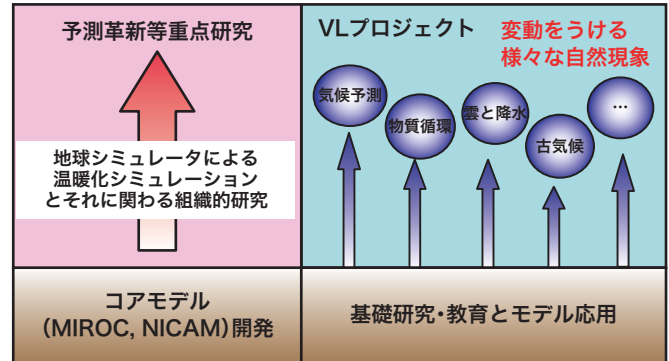 予測革新等重点研究
地球シミュレータによる
温暖化シミュレーション
とそれに関わる組織的研究
コアモデル
(MIROC, NICAM)開発
VLプロジェクト
変動をうける
様々な自然現象
気候予測
物質循環
雲と降水
古気候
…
基礎研究・教育とモデル応用